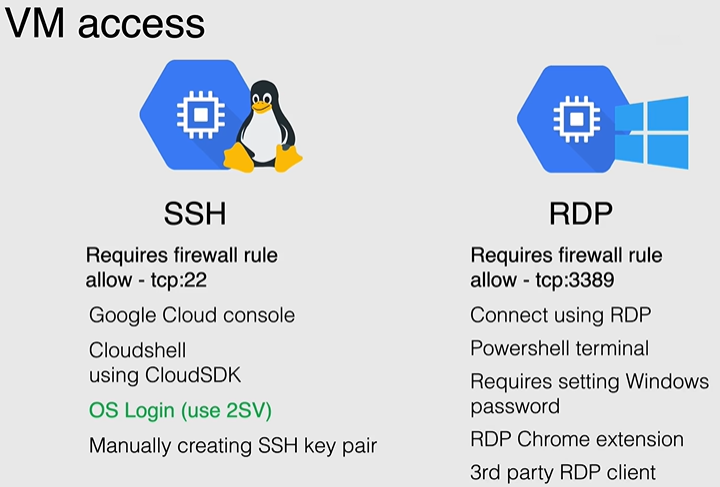 VM access
SSH
Requires firewall rule
allow - tcp:22
Google Cloud console
Cloudshell
using CloudSDK
OS Login (use 2SV)
Manually creating SSH key pair
RDP
Requires firewall rule
allow - tcp:3389
Connect using RDP
Powershell terminal
Requires setting Windows
password
RDP Chrome extension
3rd party RDP client